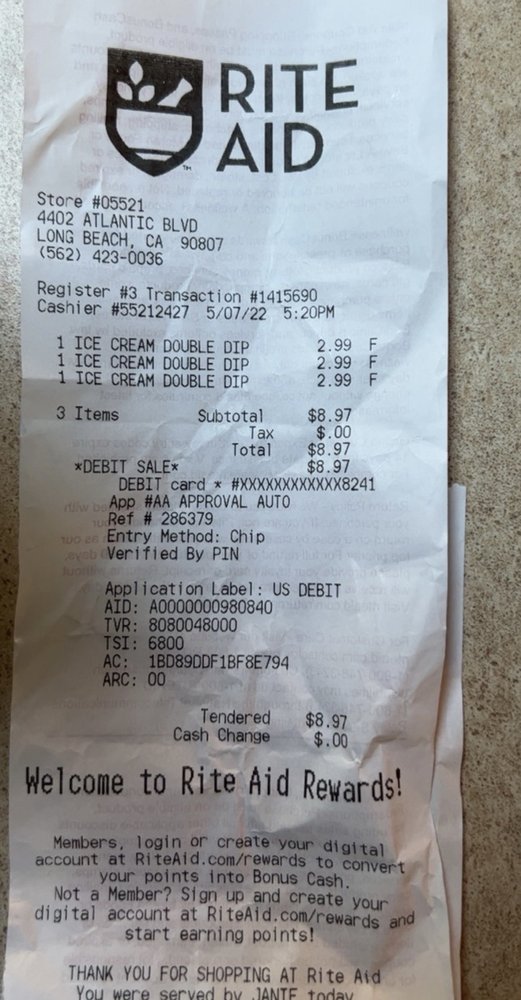 RITE
AID
Store #05521
4402 ATLANTIC BLVD
LONG BEACH, CA 90807
(562) 423-0036
Register #3 Transaction #1415690
Cashier #55212427 5/07/22 5:20PM
1 ICE CREAM DOUBLE DIP 2.99 F
1 ICE CREAM DOUBLE DIP 2.99 F
1 ICE CREAM DOUBLE DIP 2.99 F
3 Items Subtotal $8.97
Tax $.00
Total $8.97
*DEBIT SALE* $8.97
DEBIT card * #XXXXXXXXXXXX8241
App #AA APPROVAL AUTO
Ref # 286379
Entry Method: Chip
Verified By PIN
Application Label: US DEBIT
AID: A0000000980840
TVR: 8080048000
TSI: 6800
AC: 1BD89DDF1BF8E794
ARC: 00
Tendered $8.97
Cash Change $.00
Welcome to Rite Aid Rewards!
Members, login or create your digital
account at RiteAid.com/rewards to convert
your points into Bonus Cash.
Not a Member? Sign up and create your
digital account at RiteAid.com/rewards and
start earning points!
THANK YOU FOR SHOPPING AT Rite Aid
You were served by today